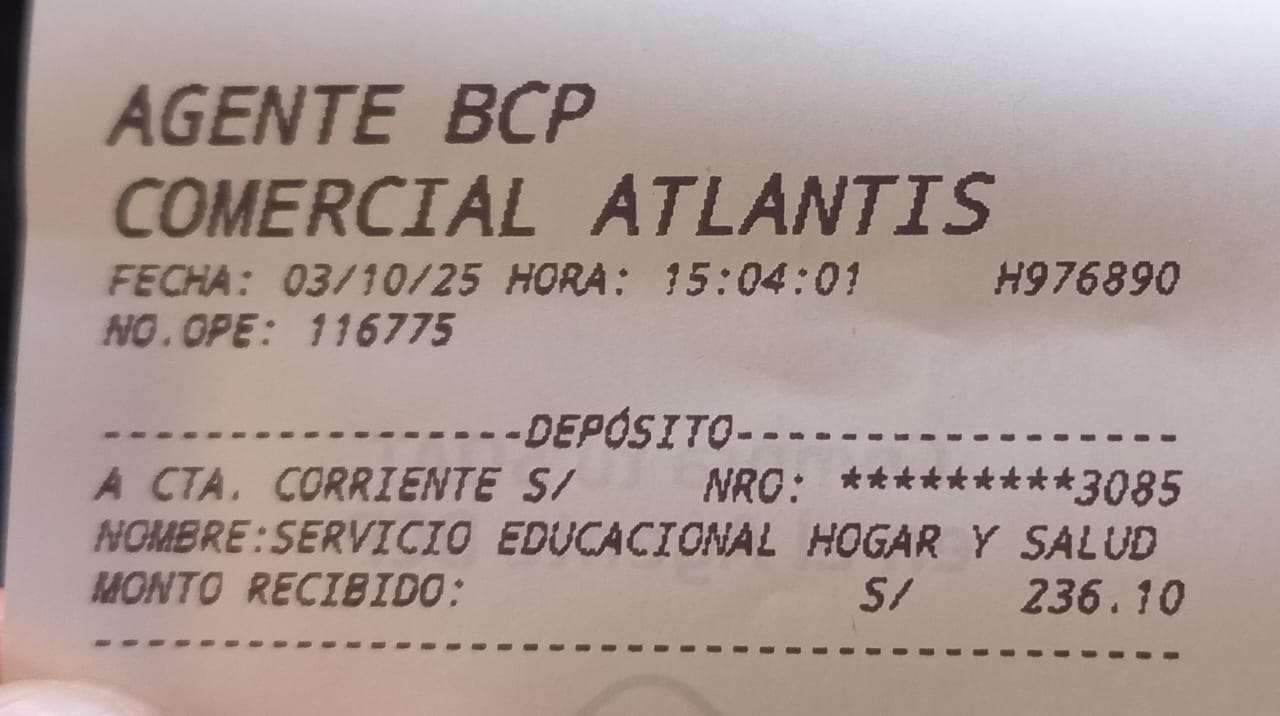 AGENTE BCP
COMERCIAL ATLANTIS
FECHA: 03/10/25 HORA: 15:04:01 H976890
NO.OPE: 116775
-----------------DEPÓSITO-----------------
A CTA. CORRIENTE S/ NRO: *********3085
NOMBRE:SERVICIO EDUCACIONAL HOGAR Y SALUD
MONTO RECIBIDO: S/ 236.10
------------------------------------------